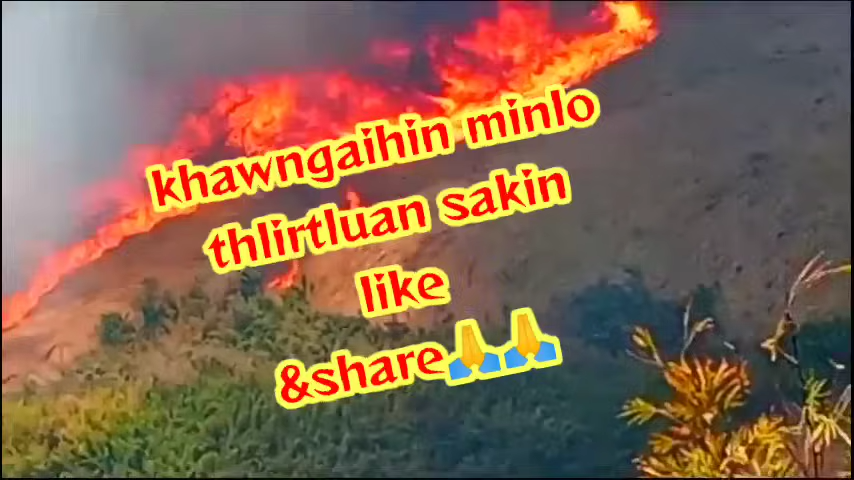 khawngaihin minlo
thlirtluan sakin
like
&share🙏🙏